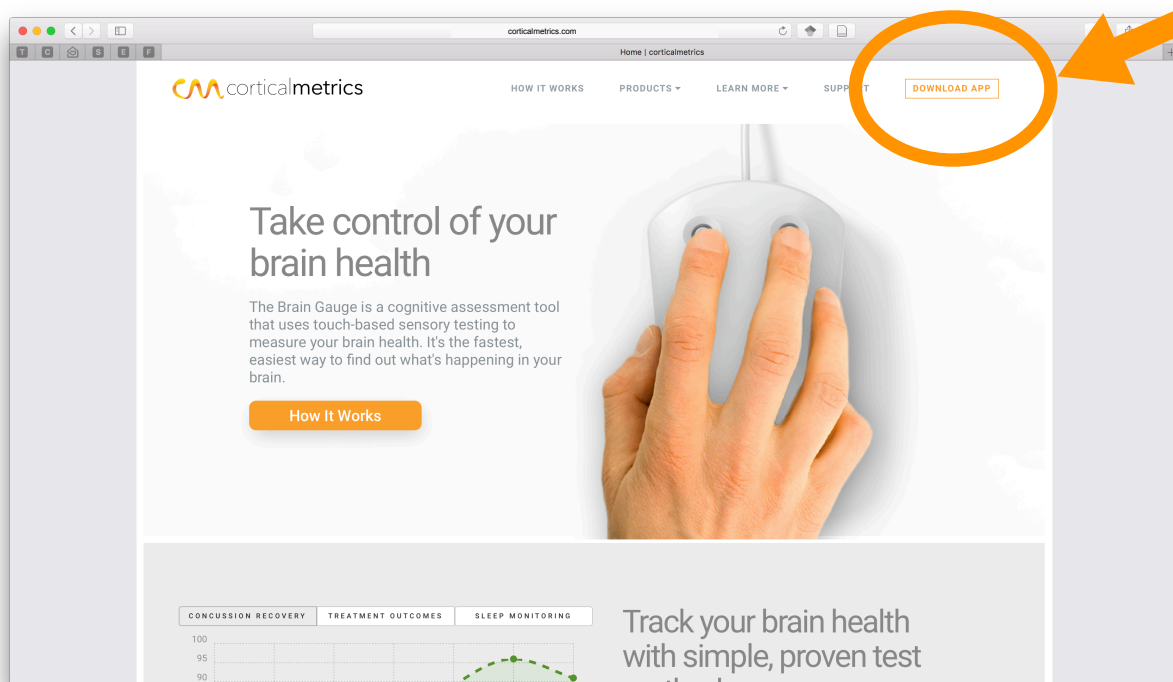 corticalmetrics.com
T C S E F
Home | corticalmetrics
corticalmetrics
HOW IT WORKS PRODUCTS LEARN MORE SUPP T DOWNLOAD APP
Take control of your
brain health
The Brain Gauge is a cognitive assessment tool
that uses touch-based sensory testing to
measure your brain health. It's the fastest,
easiest way to find out what's happening in your
brain.
How It Works
CONCUSSION RECOVERY TREATMENT OUTCOMES SLEEP MONITORING
100
95
90
Track your brain health
with simple, proven test